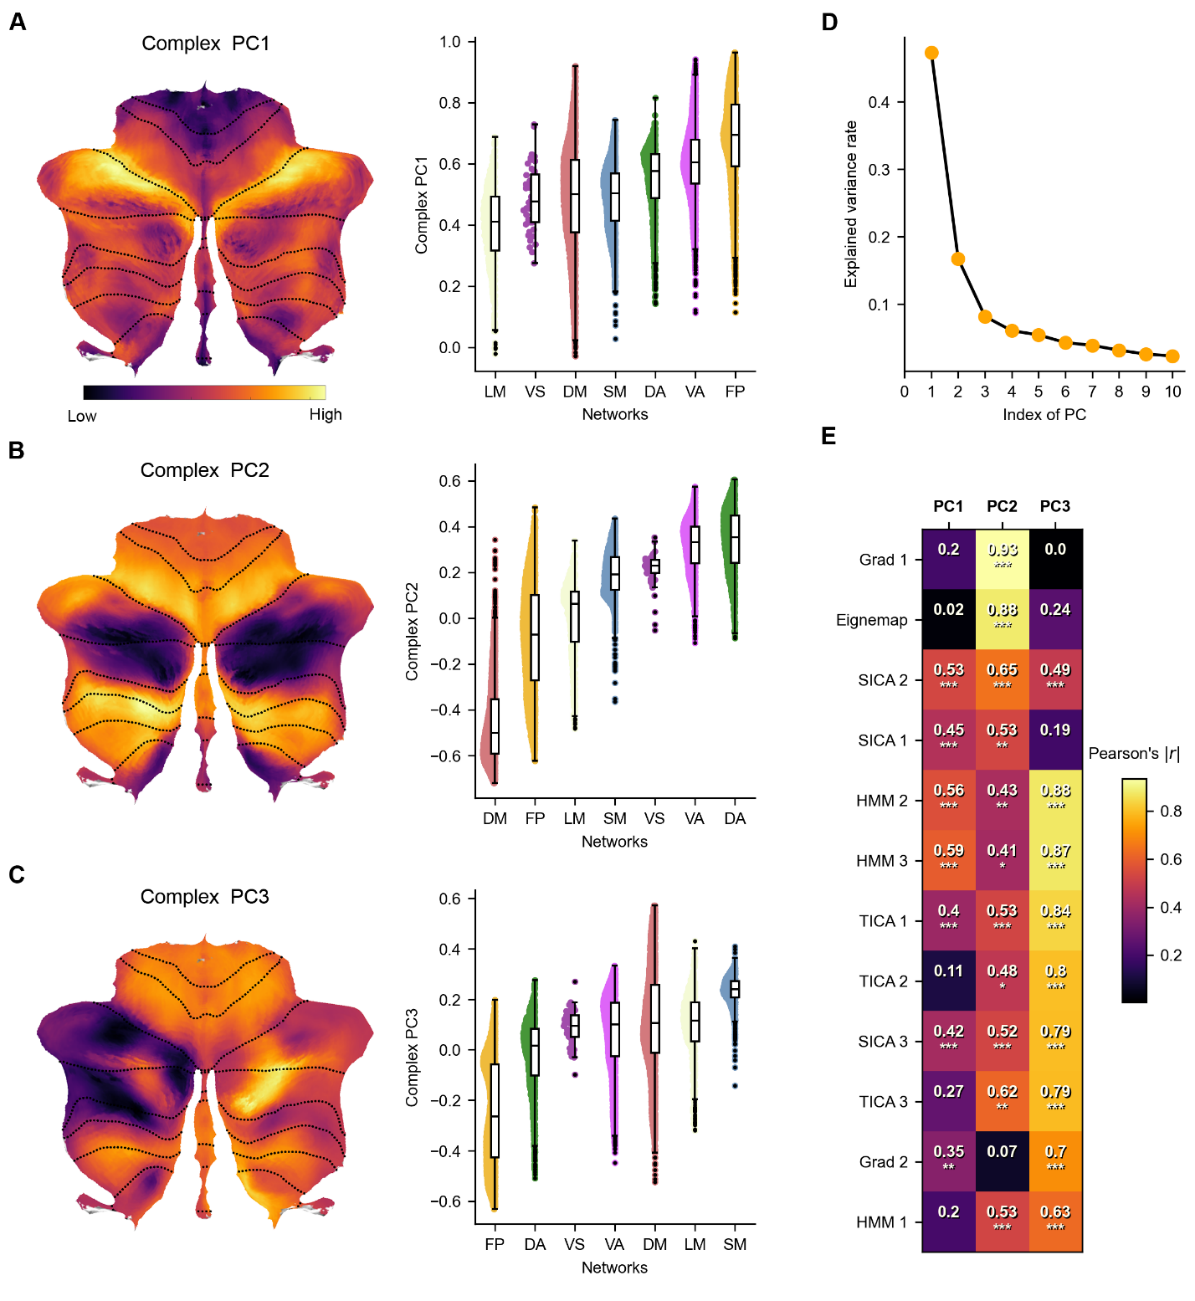 A
Complex PC1
Low
High
Complex PC1
1.0
0.8
0.6
0.4
0.2
0.0
LM VS DM SM DA VA FP
Networks
D
Explained variance rate
0.4
0.3
0.2
0.1
0 1 2 3 4 5 6 7 8 9 10
Index of PC
B
Complex PC2
Complex PC2
0.6
0.4
0.2
0.0
−0.2
−0.4
−0.6
DM FP LM SM VS VA DA
Networks
C
Complex PC3
Complex PC3
0.6
0.4
0.2
0.0
−0.2
−0.4
−0.6
FP DA VS VA DM LM SM
Networks
E
PC1 PC2 PC3
Grad 1 0.2 0.93 0.0
***
Eignemap 0.02 0.88 0.24
***
SICA 2 0.53 0.65 0.49
*** *** ***
SICA 1 0.45 0.53 0.19
*** **
HMM 2 0.56 0.43 0.88
*** ** ***
HMM 3 0.59 0.41 0.87
*** * ***
TICA 1 0.4 0.53 0.84
*** *** ***
TICA 2 0.11 0.48 0.8
* ***
SICA 3 0.42 0.52 0.79
*** *** ***
TICA 3 0.27 0.62 0.79
** ***
Grad 2 0.35 0.07 0.7
** ***
HMM 1 0.2 0.53 0.63
*** ***
Pearson's |r|
0.8
0.6
0.4
0.2